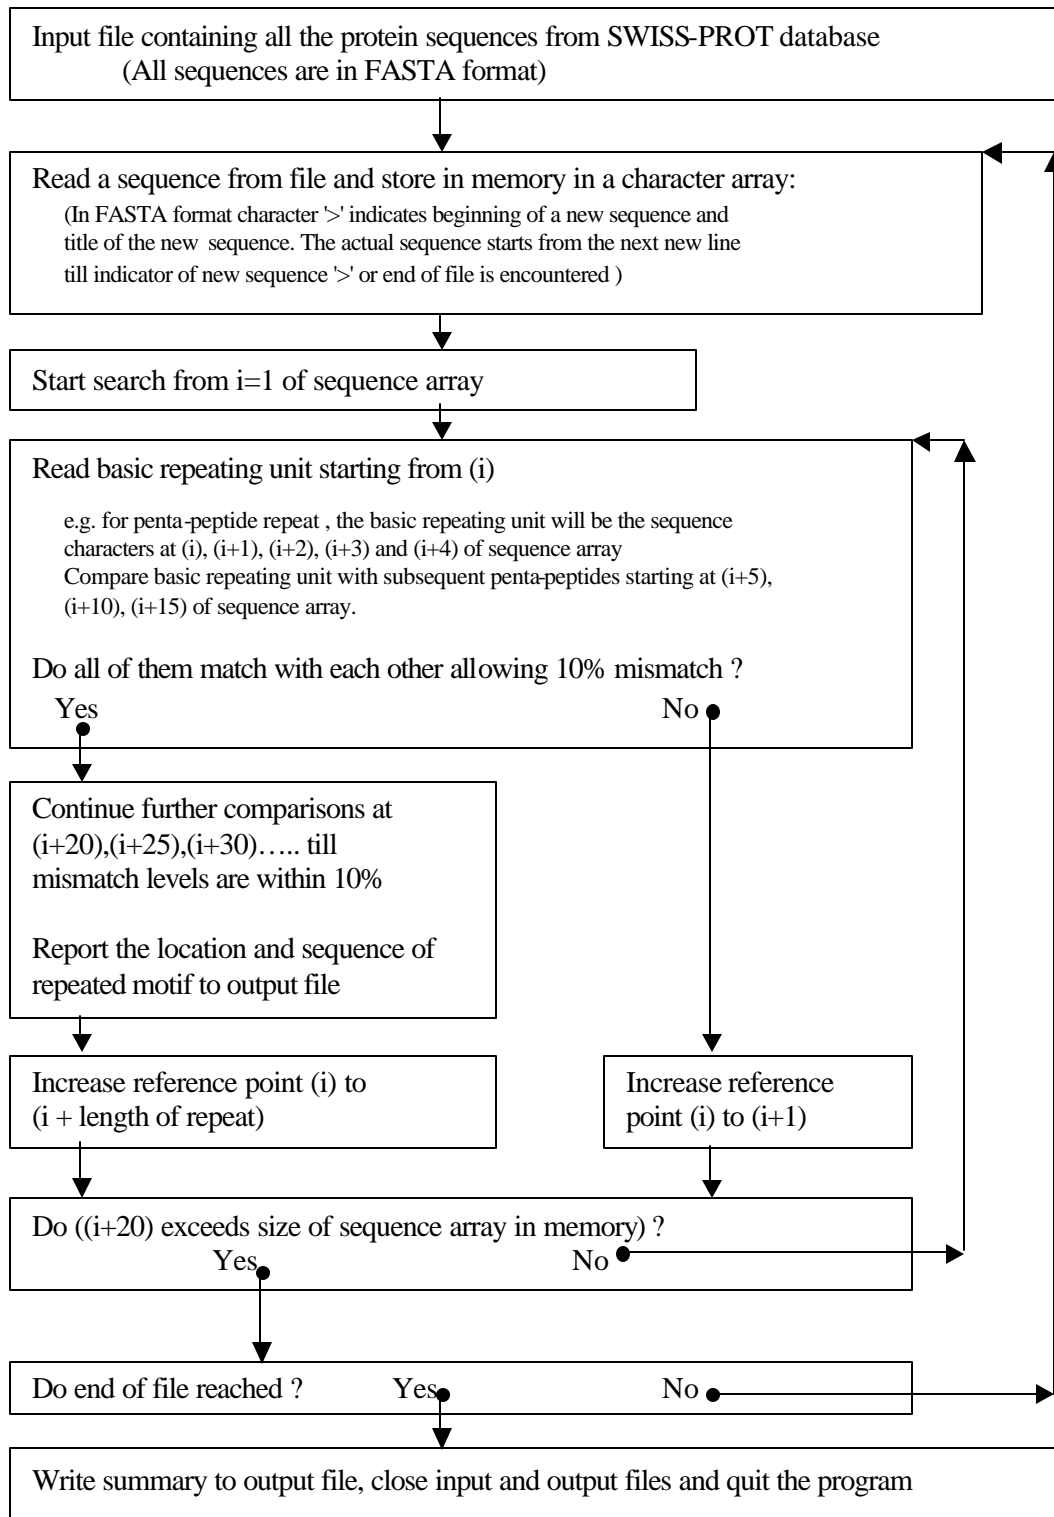 Input file containing all the protein sequences from SWISS-PROT database
(All sequences are in FASTA format)
Read a sequence from file and store in memory in a character array:
(In FASTA format character '>' indicates beginning of a new sequence and
title of the new sequence. The actual sequence starts from the next new line
till indicator of new sequence '>' or end of file is encountered )
Start search from i=1 of sequence array
Read basic repeating unit starting from (i)
e.g. for penta-peptide repeat , the basic repeating unit will be the sequence
characters at (i), (i+1), (i+2), (i+3) and (i+4) of sequence array
Compare basic repeating unit with subsequent penta-peptides starting at (i+5),
(i+10), (i+15) of sequence array.
Do all of them match with each other allowing 10% mismatch ?
Yes No
Continue further comparisons at
(i+20),(i+25),(i+30)….. till
mismatch levels are within 10%
Report the location and sequence of
repeated motif to output file
Increase reference point (i) to
(i + length of repeat)
Increase reference
point (i) to (i+1)
Do ((i+20) exceeds size of sequence array in memory) ?
Yes No
Do end of file reached ? Yes No
Write summary to output file, close input and output files and quit the program